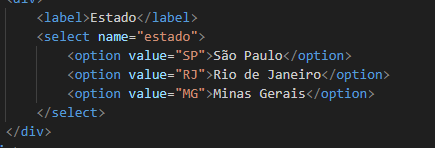 <div>
<label>Estado</label>
<select name="estado">
<option value="SP">São Paulo</option>
<option value="RJ">Rio de Janeiro</option>
<option value="MG">Minas Gerais</option>
</select>
</div>